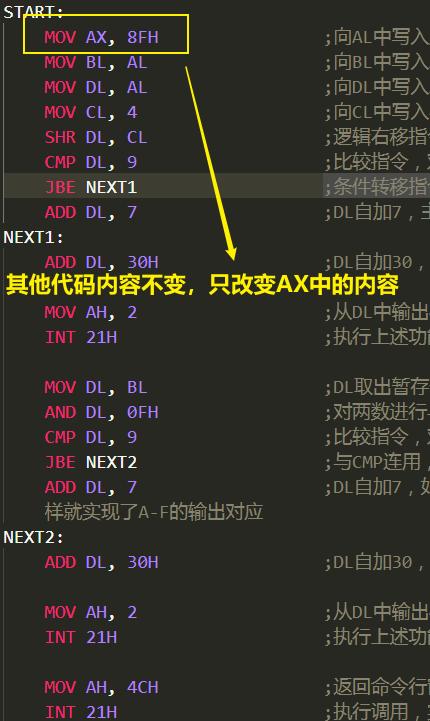 START:
MOV AX, 8FH ;向AL中写入
MOV BL, AL ;向BL中写入
MOV DL, AL ;向DL中写入
MOV CL, 4 ;向CL中写入
SHR DL, CL ;逻辑右移指
CMP DL, 9 ;比较指令，
JBE NEXT1 ;条件转移指
ADD DL, 7 ;DL自加7，
NEXT1:
ADD DL, 30H ;DL自加30，
其他代码内容不变，只改变AX中的内容
MOV AH, 2 ;从DL中输出
INT 21H ;执行上述功
MOV DL, BL ;DL取出暂存
AND DL, 0FH ;对两数进行
CMP DL, 9 ;比较指令，
JBE NEXT2 ;与CMP连用，
ADD DL, 7 ;DL自加7，
样就实现了A-F的输出对应
NEXT2:
ADD DL, 30H ;DL自加30，
MOV AH, 2 ;从DL中输出
INT 21H ;执行上述功
MOV AH, 4CH ;返回命令行
INT 21H ;执行调用，